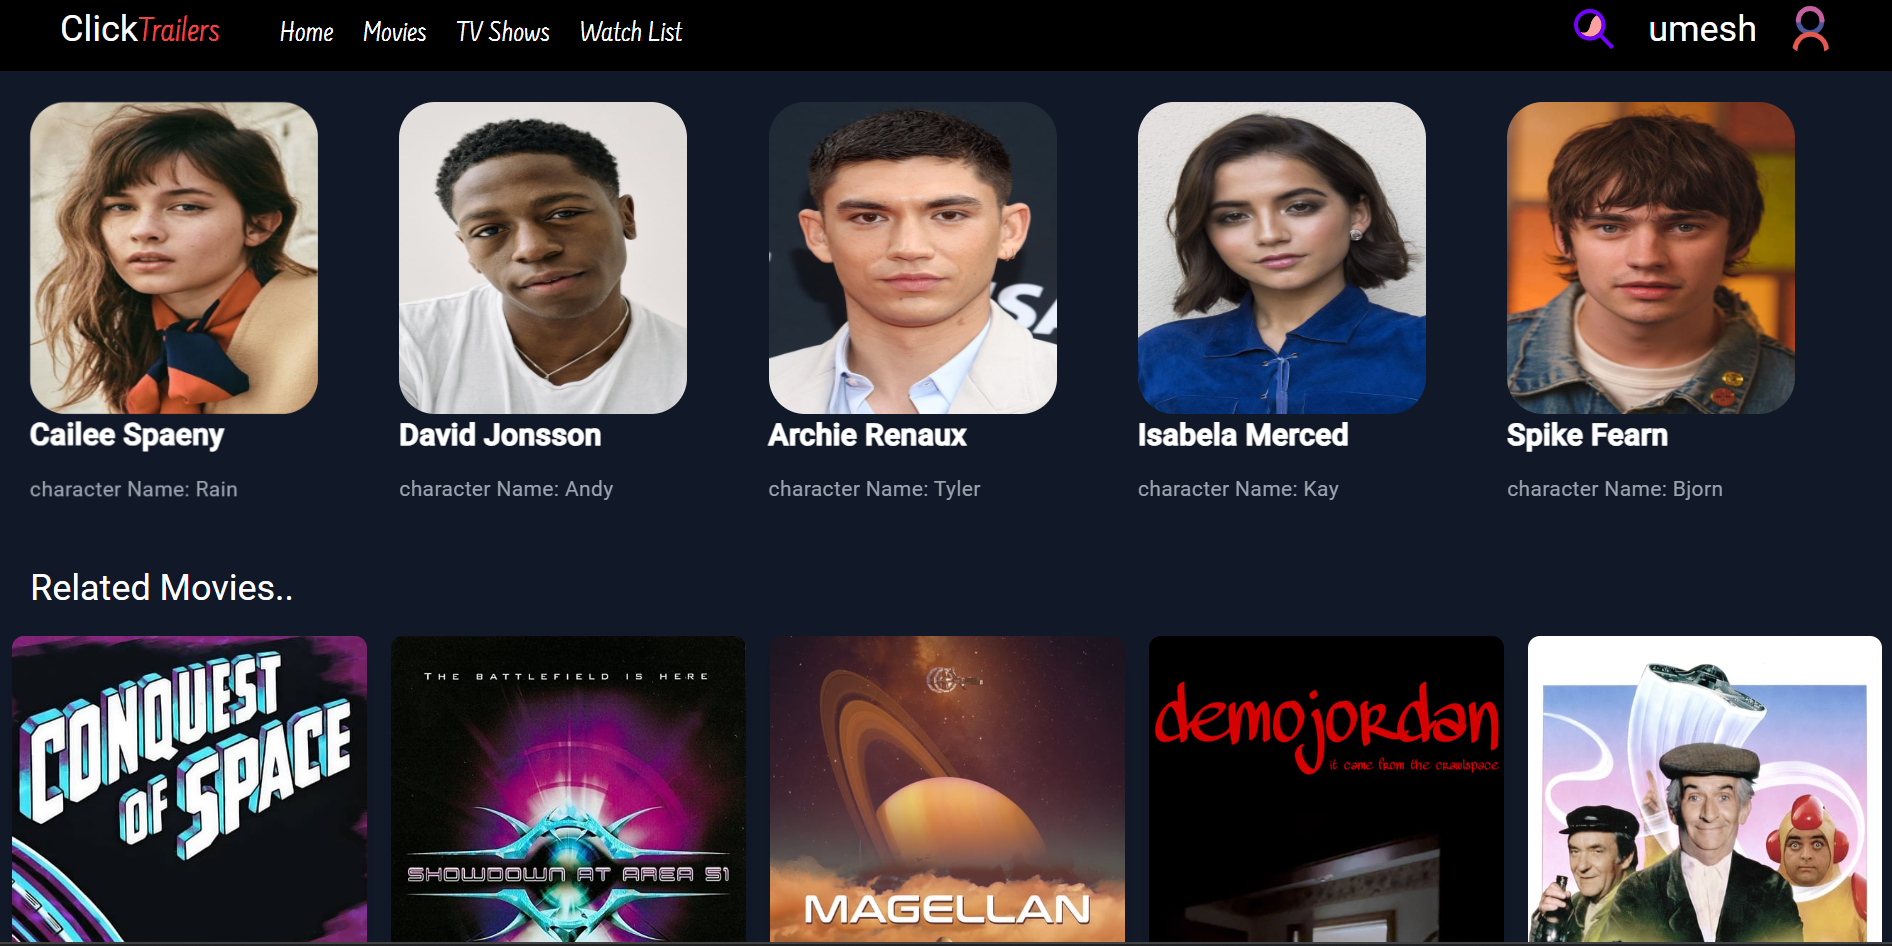 ClickTrailers Home Movies TV Shows Watch List umesh
Cailee Spaeny David Jonsson Archie Renaux Isabela Merced Spike Fearn
character Name: Rain character Name: Andy character Name: Tyler character Name: Kay character Name: Bjorn
Related Movies..
CONQUEST
OF SPACE
THE BATTLEFIELD IS HERE
SHOWDOWN AT AREA 51
MAGELLAN
demojordan
it came from the crawlspace